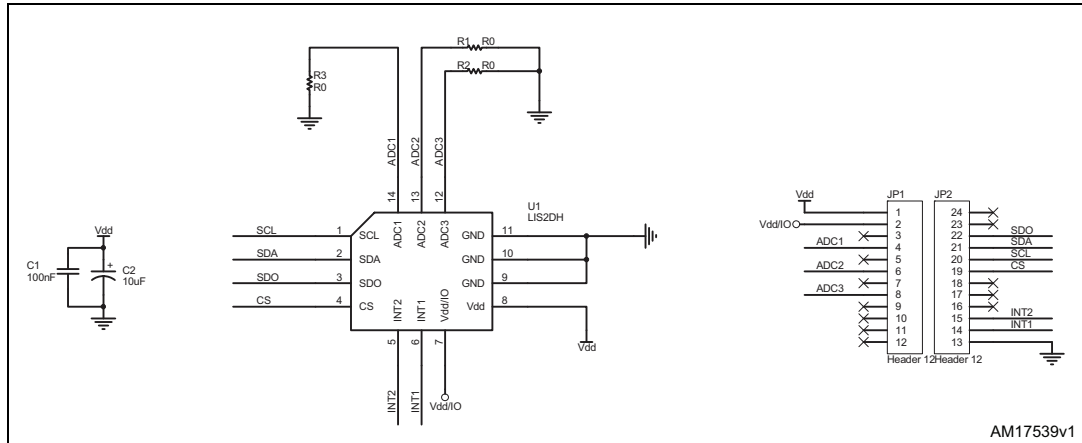 R1 R0
R2 R0
R3
R0
ADC1
ADC2
ADC3
14
13
12
U1
LIS2DH
SCL 1 SCL
SDA 2 SDA
SDO 3 SDO
CS 4 CS
ADC1
ADC2
ADC3
GND 11
GND 10
GND 9
Vdd 8
INT2
INT1
Vdd/IO
5
6
7
INT2
INT1
Vdd/IO
Vdd
Vdd
C1
100nF
+
C2
10uF
JP1
JP2
Vdd
Vdd/IO
ADC1
ADC2
ADC3
1
2
3
4
5
6
7
8
9
10
11
12
24
23
22 SDO
21 SDA
20 SCL
19 CS
18
17
16
15 INT2
14 INT1
13
Header 12
Header 12
AM17539v1